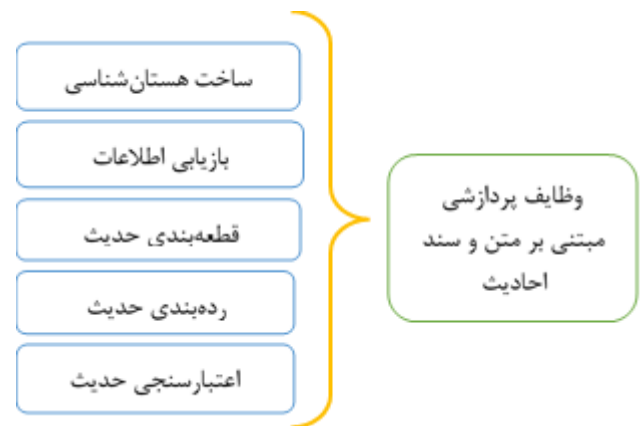 وظایف پردازشی
مبتنی بر متن و سند
احادیث
ساخت هستان‌شناسی
بازیابی اطلاعات
قطعه‌بندی حدیث
رده‌بندی حدیث
اعتبارسنجی حدیث